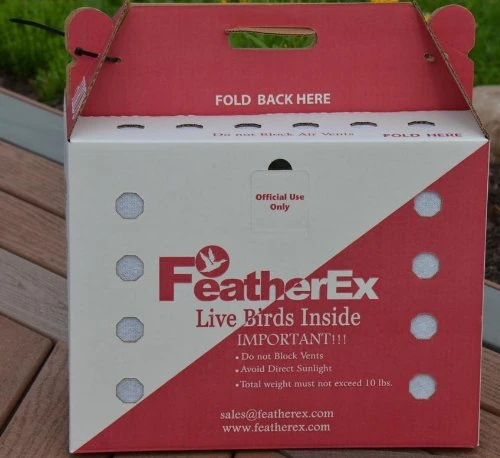 FOLD BACK HERE
Do not Block Air Vents FOLD HERE
Official Use
Only
FeatherEx
Live Birds Inside
IMPORTANT!!!
• Do not Block Vents
• Avoid Direct Sunlight
• Total weight must not exceed 10 lbs.
sales@featherex.com
www.featherex.com